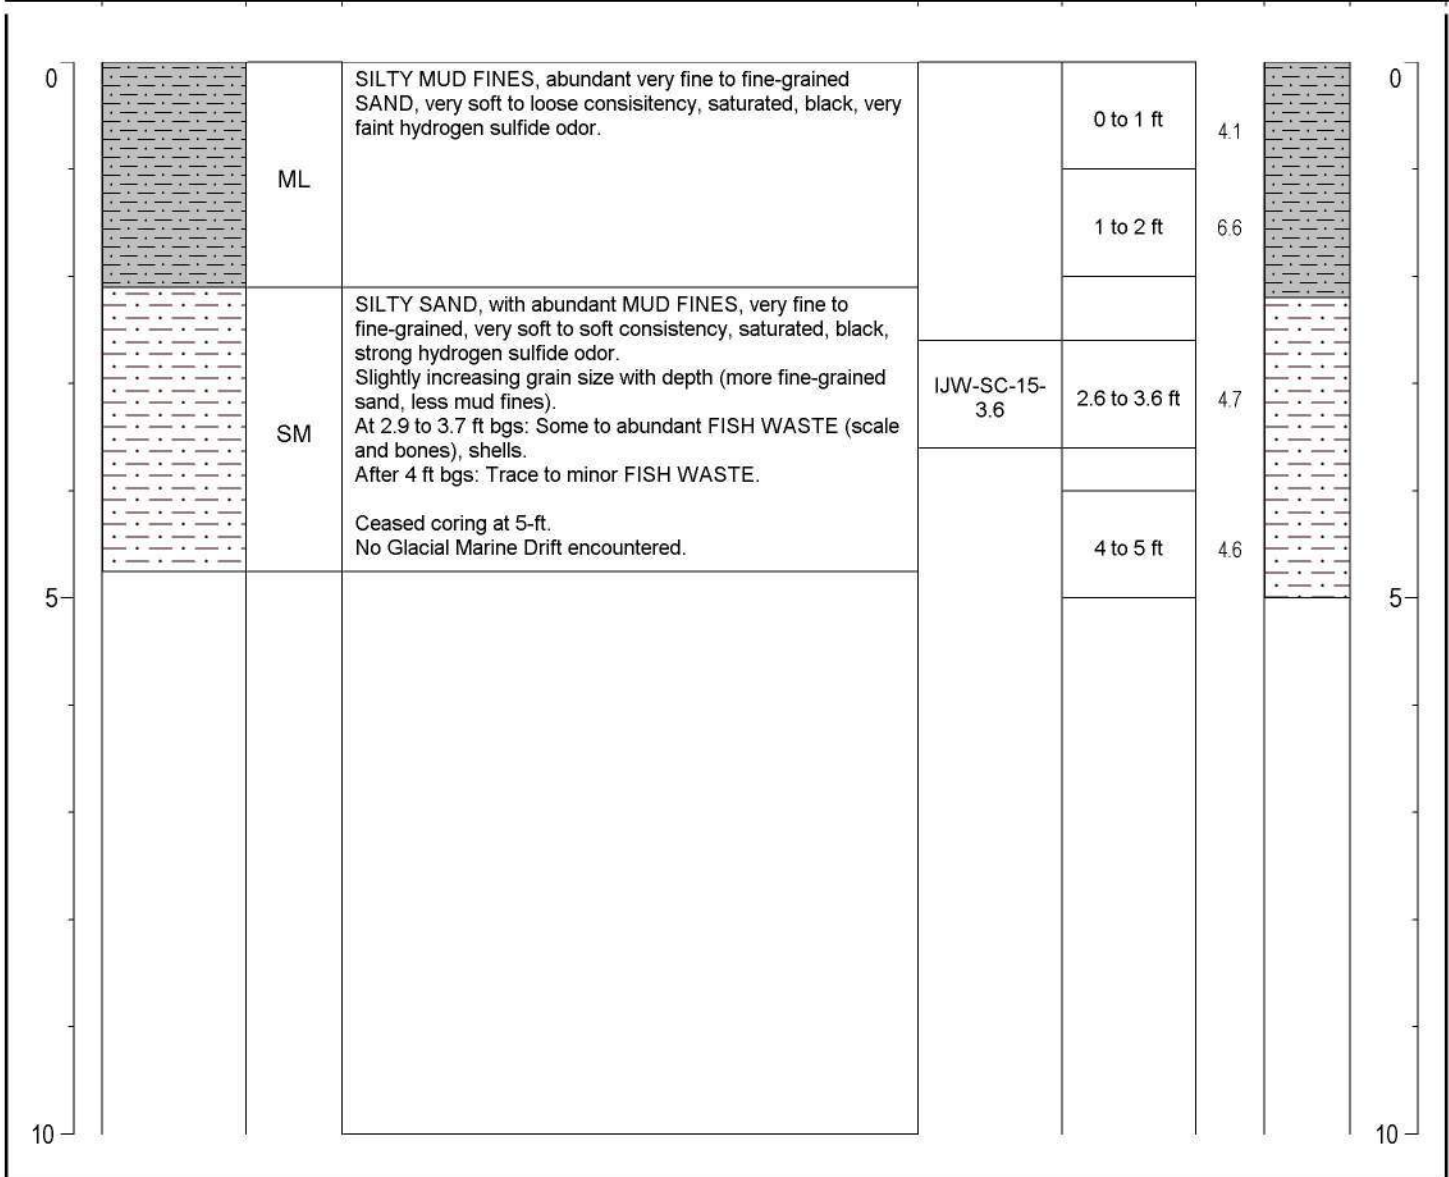 0
SILTY MUD FINES, abundant very fine to fine-grained
SAND, very soft to loose consisitency, saturated, black, very
faint hydrogen sulfide odor.
ML
0 to 1 ft
4.1
1 to 2 ft
6.6
0
SILTY SAND, with abundant MUD FINES, very fine to
fine-grained, very soft to soft consistency, saturated, black,
strong hydrogen sulfide odor.
Slightly increasing grain size with depth (more fine-grained
sand, less mud fines).
At 2.9 to 3.7 ft bgs: Some to abundant FISH WASTE (scale
and bones), shells.
After 4 ft bgs: Trace to minor FISH WASTE.
Ceased coring at 5-ft.
No Glacial Marine Drift encountered.
SM
IJW-SC-15-
3.6
2.6 to 3.6 ft
4.7
4 to 5 ft
4.6
5
5
10
10